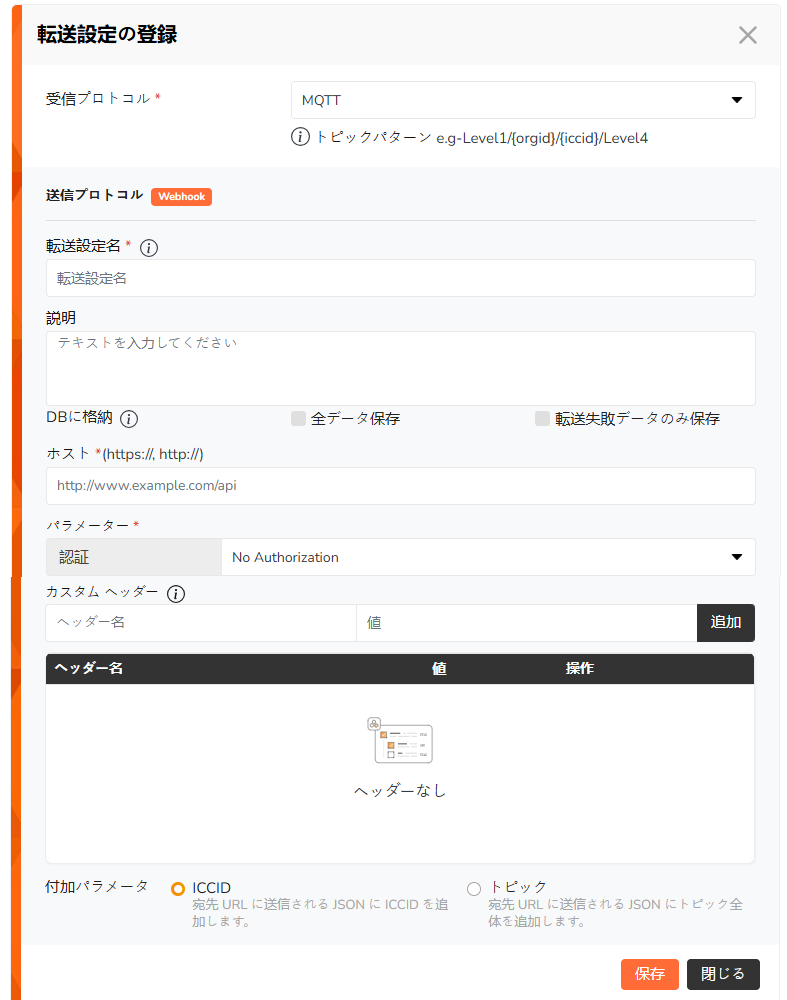 転送設定の登録
受信プロトコル *
MQTT
トピックパターン e.g-Level1/{orgid}/{iccid}/Level4
送信プロトコル Webhook
転送設定名 *
転送設定名
説明
テキストを入力してください
DBに格納 全データ保存 転送失敗データのみ保存
ホスト *(https://, http://)
http://www.example.com/api
パラメーター *
認証 No Authorization
カスタム ヘッダー
ヘッダー名 値 追加
ヘッダー名 値 操作
ヘッダーなし
付加パラメータ ICCID トピック
宛先 URL に送信される JSON に ICCID を追 宛先 URL に送信される JSON にトピック全
加します。 体を追加します。
保存 閉じる